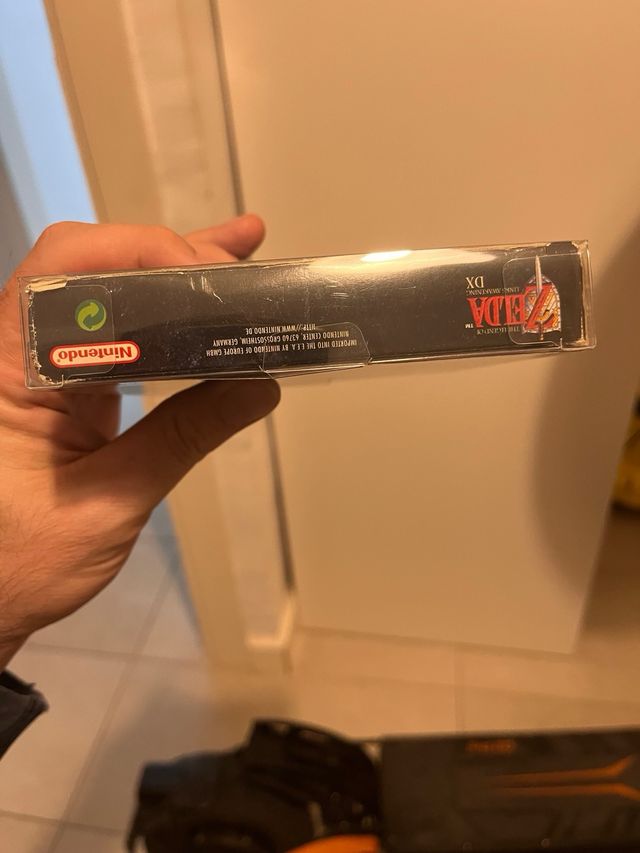 THE LEGEND OF
ZELDA™
LINK'S AWAKENING
DX
IMPORTED INTO THE E.E.A. BY NINTENDO OF EUROPE GMBH
NINTENDO CENTER, 63760 GROSSOSTHEIM, GERMANY
HTTP://WWW.NINTENDO.DE
Nintendo